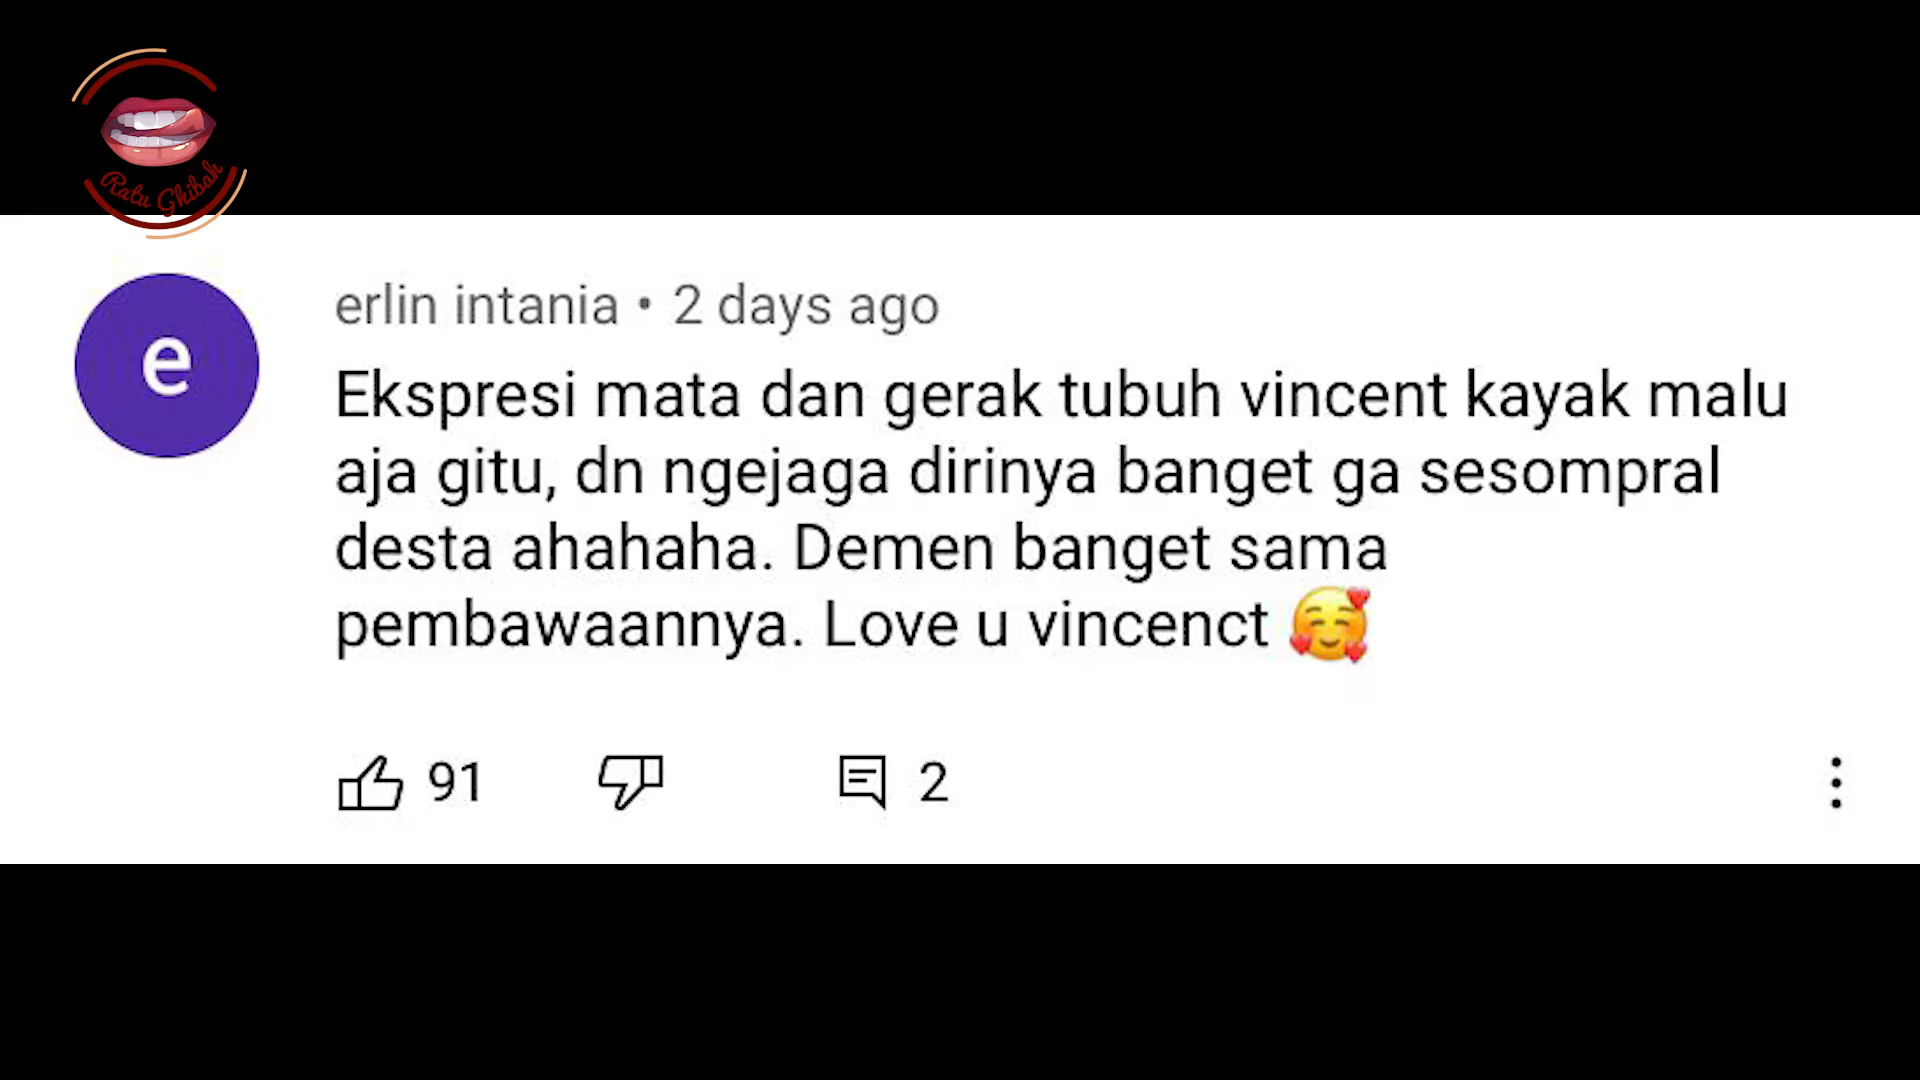 Ratu Ghibah
e
erlin intania • 2 days ago
Ekspresi mata dan gerak tubuh vincent kayak malu
aja gitu, dn ngejaga dirinya banget ga sesompral
desta ahahaha. Demen banget sama
pembawaannya. Love u vincenct 🥰
91 2